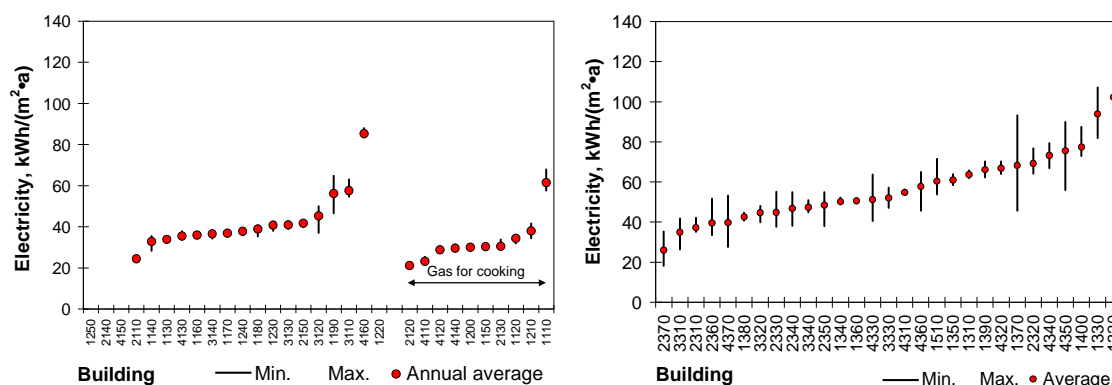 140
120
100
80
60
40
20
0
Electricity, kWh/(m²•a)
Gas for cooking
1250 2140 4150 2110 1140 1130 4130 1160 3140 1170 1240 1180 1230 3130 2150 3120 1190 3110 4160 1220 2120 4110 4120 4140 1200 1150 2130 1120 1210 1110
Building
Min. Max. Annual average
140
120
100
80
60
40
20
0
Electricity, kWh/(m²•a)
2370 3310 2310 2360 4370 1380 3320 2330 2340 3340 2350 1340 1360 4330 3330 4310 4360 1510 1350 1310 1390 4320 1370 2320 4340 4350 1400 1330
Building
Min. Max. Average